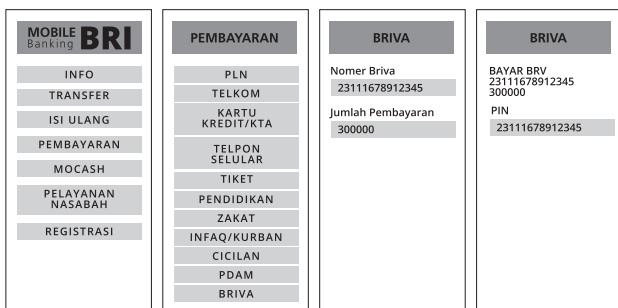 MOBILE
Banking BRI
INFO
TRANSFER
ISI ULANG
PEMBAYARAN
MOCASH
PELAYANAN
NASABAH
REGISTRASI
PEMBAYARAN
PLN
TELKOM
KARTU
KREDIT/KTA
TELPON
SELULAR
TIKET
PENDIDIKAN
ZAKAT
INFAQ/KURBAN
CICILAN
PDAM
BRIVA
BRIVA
Nomer Briva
23111678912345
Jumlah Pembayaran
300000
BRIVA
BAYAR BRV
23111678912345
300000
PIN
23111678912345